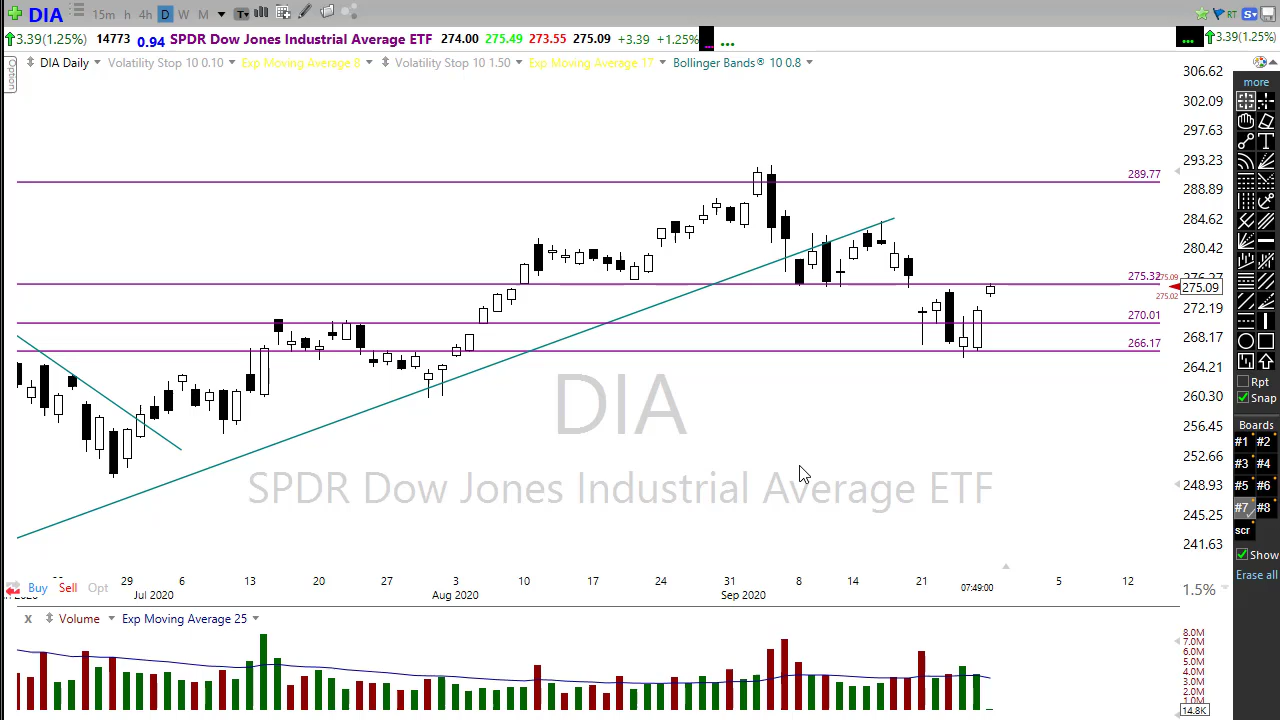 DIA 15m h 4h D W M T RT S
3.39(1.25%) 14773 0.94 SPDR Dow Jones Industrial Average ETF 274.00 275.49 273.55 275.09 +3.39 +1.25% ... ... ... 3.39(1.25%)
Options
DIA Daily Volatility Stop 10 0.10 Exp Moving Average 8 Volatility Stop 10 1.50 Exp Moving Average 17 Bollinger Bands® 10 0.8
306.62
more
302.09
297.63
293.23
289.77
288.89
284.62
280.42
275.32
275.09
275.09
275.02
272.19
270.01
268.17
266.17
264.21
260.30
256.45
252.66
248.93
245.25
241.63
Rpt
Snap
Boards
#1 #2
#3 #4
#5 #6
#7 #8
scr
Show
Erase all
DIA
SPDR Dow Jones Industrial Average ETF
29 6 13 20 27 3 10 17 24 31 8 14 21 07:49:00 5 12
Buy Sell Opt
2020 Jul 2020 Aug 2020 Sep 2020
1.5%
X Volume Exp Moving Average 25
8.0M
7.0M
6.0M
5.0M
4.0M
3.0M
2.0M
1.0M
14.8K